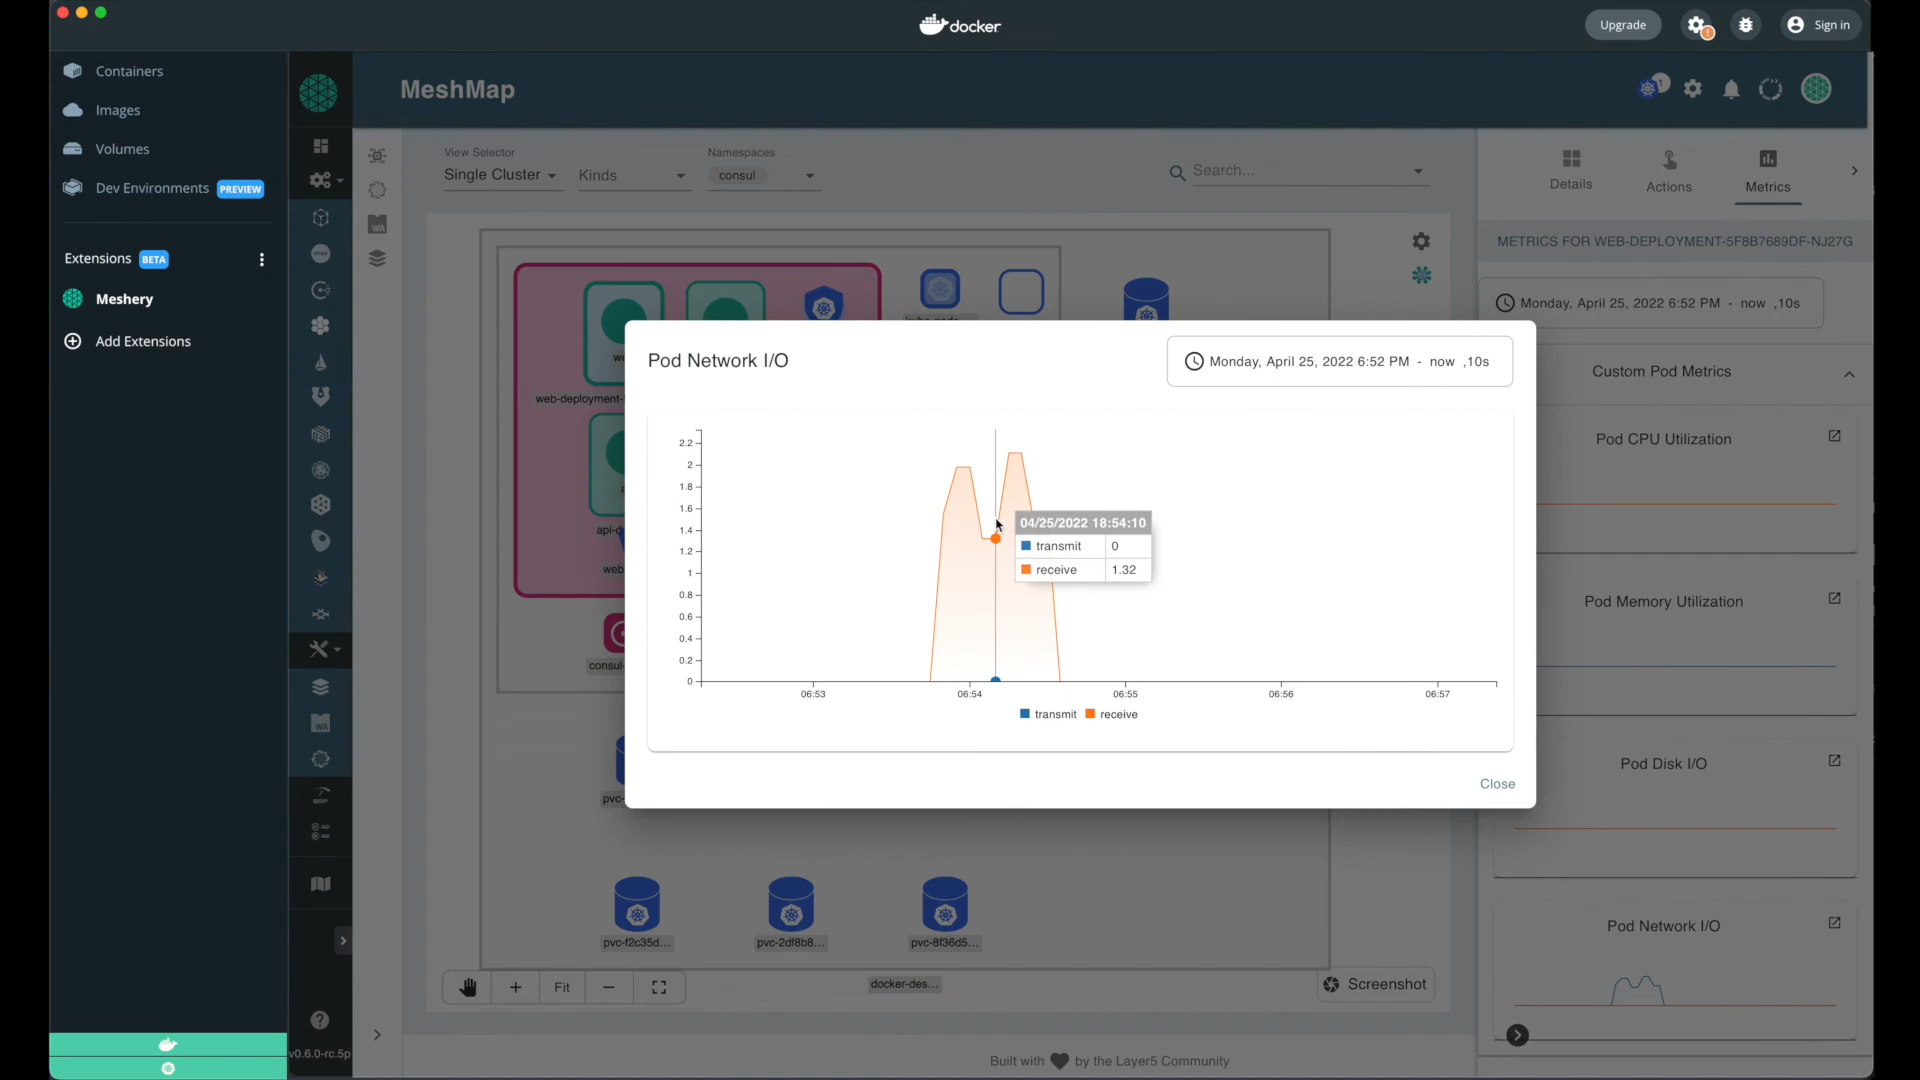 docker
Upgrade
Sign in
Containers
Images
Volumes
Dev Environments PREVIEW
Extensions BETA
Meshery
Add Extensions
MeshMap
1
View Selector
Single Cluster
Kinds
Namespaces
consul
Search...
Details
Actions
Metrics
METRICS FOR WEB-DEPLOYMENT-5F8B7689DF-NJ27G
Monday, April 25, 2022 6:52 PM - now ,10s
Custom Pod Metrics
Pod CPU Utilization
Pod Memory Utilization
Pod Disk I/O
Pod Network I/O
web-deployment-
api-d
web
consul-
pvc-
Pod Network I/O
Monday, April 25, 2022 6:52 PM - now ,10s
2.2
2
1.8
1.6
1.4
1.2
1
0.8
0.6
0.4
0.2
0
06:53
06:54
06:55
06:56
06:57
04/25/2022 18:54:10
transmit 0
receive 1.32
transmit receive
Close
pvc-f2c35d...
pvc-2df8b8...
pvc-8f36d5...
Fit
docker-des...
Screenshot
WA
WA
SMP
v0.6.0-rc.5p
Built with by the Layer5 Community